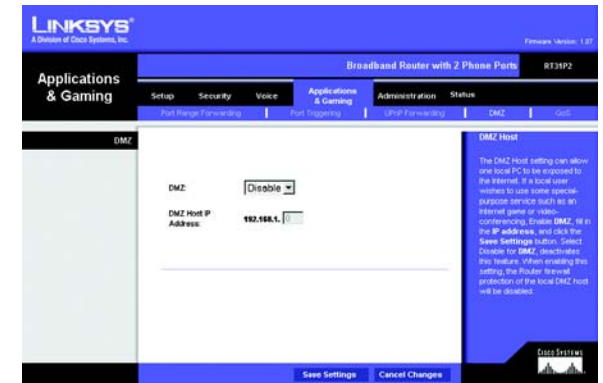 LINKSYS®
A Division of Cisco Systems, Inc.
Firmware Version: 1.27
Broadband Router with 2 Phone Ports
RT31P2
Applications
& Gaming
Setup
Security
Voice
Applications
& Gaming
Administration
Status
Port Range Forwarding
Port Triggering
UPnP Forwarding
DMZ
QoS
DMZ
DMZ:
Disable
DMZ Host IP
Address:
192.168.1.
0
DMZ Host
The DMZ Host setting can allow
one local PC to be exposed to
the Internet. If a local user
wishes to use some special-
purpose service such as an
Internet game or video-
conferencing, Enable DMZ, fill in
the IP address, and click the
Save Settings button. Select
Disable for DMZ, deactivates
this feature. When enabling this
setting, the Router firewall
protection of the local DMZ host
will be disabled.
Save Settings
Cancel Changes
CISCO SYSTEMS